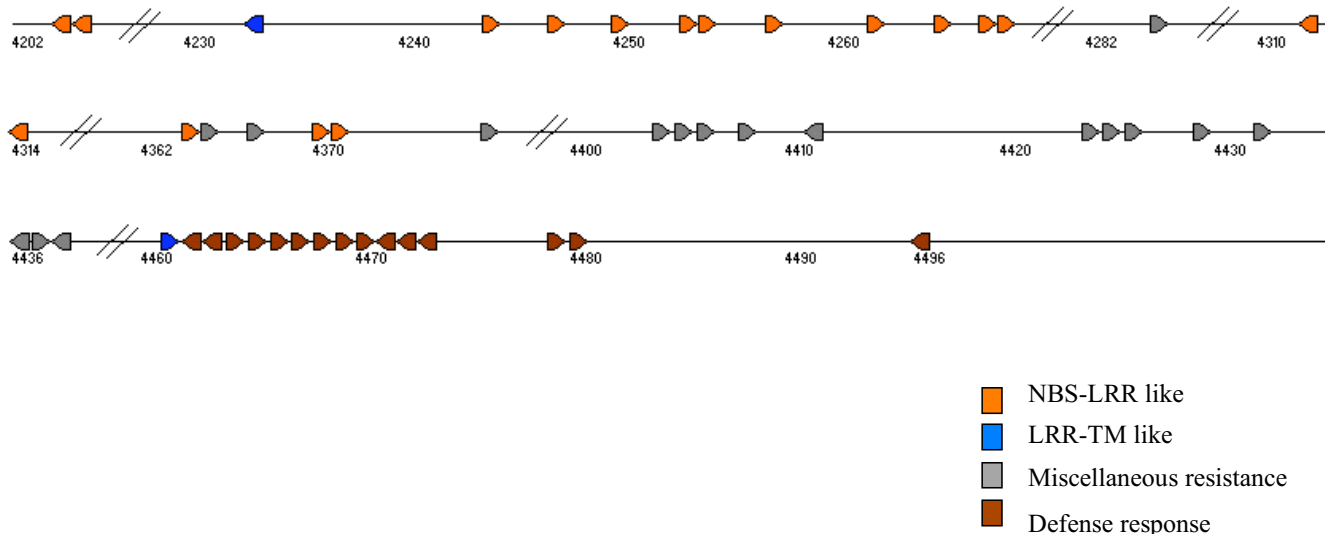 4202 4230 4240 4250 4260 4282 4310
4314 4362 4370 4400 4410 4420 4430
4436 4460 4470 4480 4490 4496
NBS-LRR like
LRR-TM like
Miscellaneous resistance
Defense response